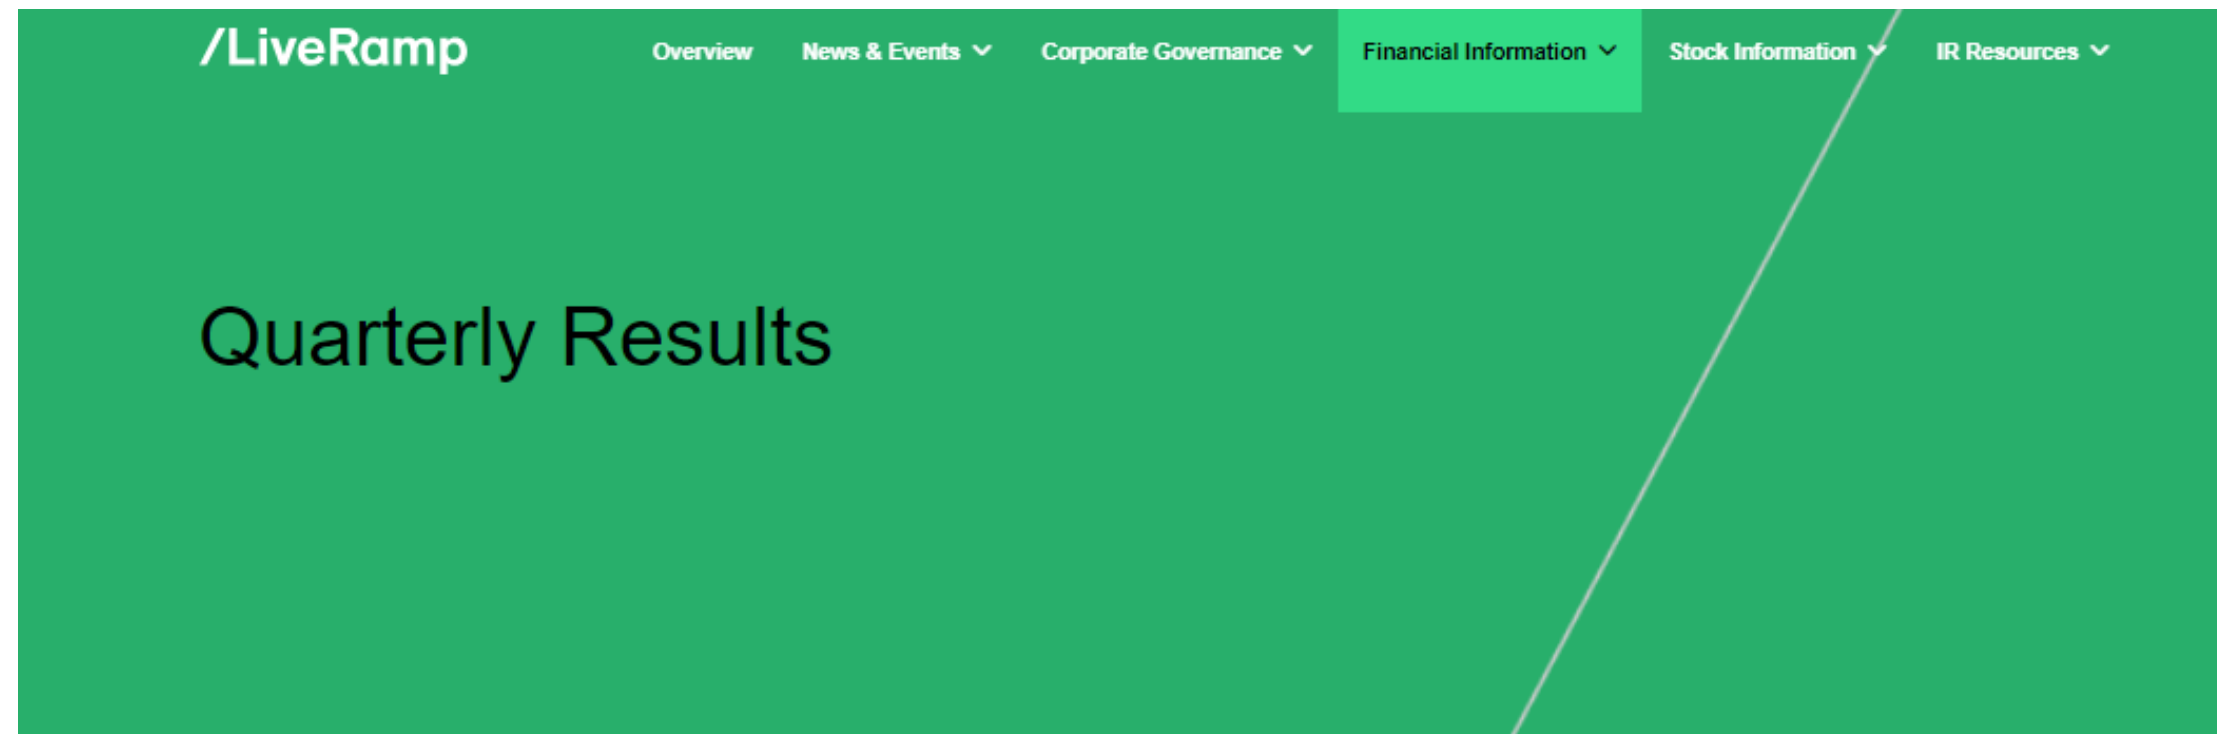 /LiveRamp Overview News & Events Corporate Governance Financial Information Stock Information IR Resources
Quarterly Results